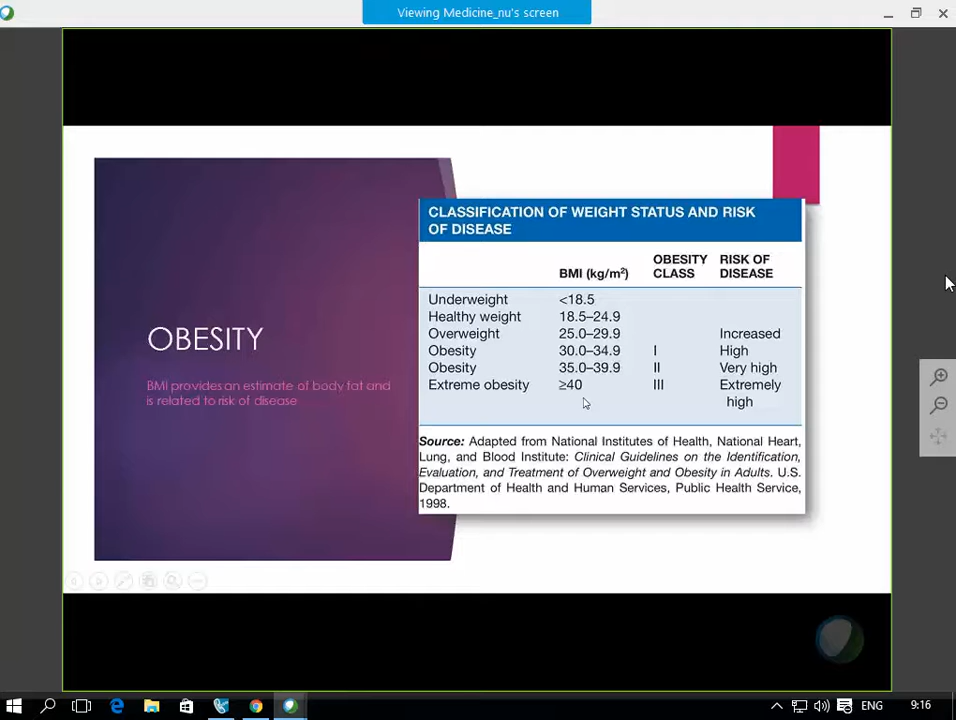 Viewing Medicine_nu's screen
OBESITY
BMI provides an estimate of body fat and
is related to risk of disease
CLASSIFICATION OF WEIGHT STATUS AND RISK
OF DISEASE
BMI (kg/m²) OBESITY CLASS RISK OF DISEASE
Underweight <18.5
Healthy weight 18.5–24.9
Overweight 25.0–29.9 Increased
Obesity 30.0–34.9 I High
Obesity 35.0–39.9 II Very high
Extreme obesity ≥40 III Extremely
high
Source: Adapted from National Institutes of Health, National Heart,
Lung, and Blood Institute: Clinical Guidelines on the Identification,
Evaluation, and Treatment of Overweight and Obesity in Adults. U.S.
Department of Health and Human Services, Public Health Service,
1998.
ENG 9:16